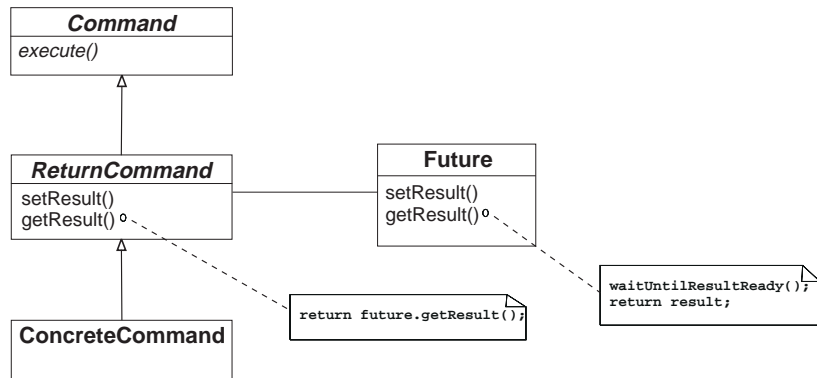 Command
execute()
ReturnCommand
setResult()
getResult()
Future
setResult()
getResult()
waitUntilResultReady();
return result;
return future.getResult();
ConcreteCommand